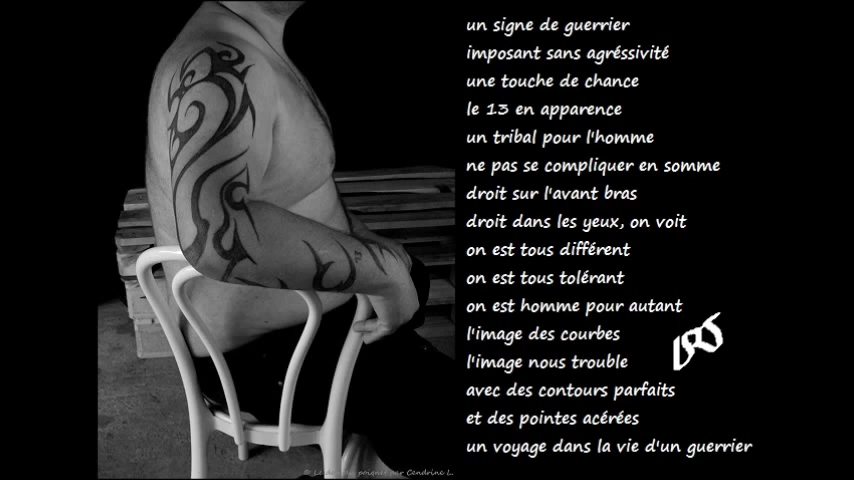 un signe de guerrier
imposant sans agréssivité
une touche de chance
le 13 en apparence
un tribal pour l'homme
ne pas se compliquer en somme
droit sur l'avant bras
droit dans les yeux, on voit
on est tous différent
on est tous tolérant
on est homme pour autant
l'image des courbes
l'image nous trouble
avec des contours parfaits
et des pointes acérées
un voyage dans la vie d'un guerrier
© par Cendrine L.